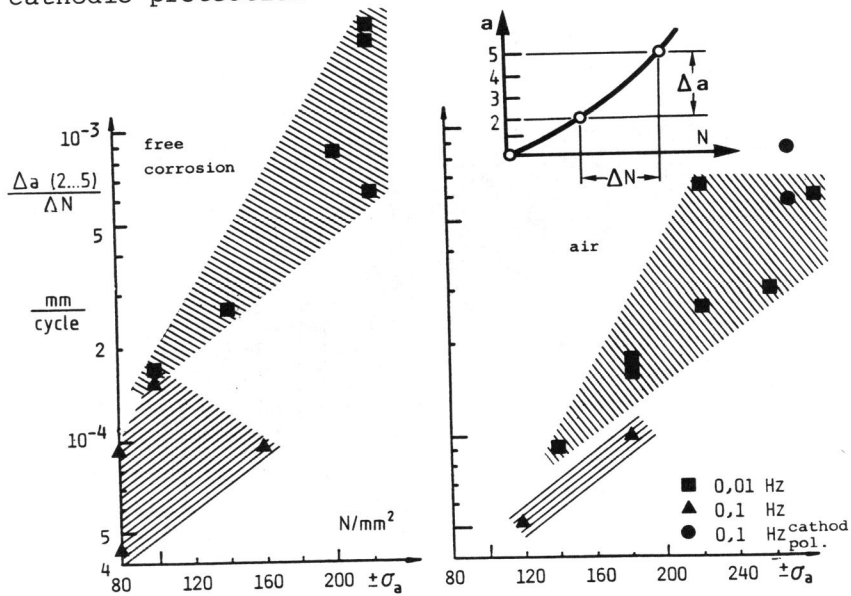 cathodic protection
10⁻³
free
corrosion
Δa (2...5)
ΔN
5
mm
cycle
2
10⁻⁴
5
4
N/mm²
80 120 160 200 ±σa
a
5
4
3
2
Δa
N
ΔN
air
■ 0,01 Hz
▲ 0,1 Hz
● 0,1 Hz cathod
pol.
80 120 160 200 240 ±σa